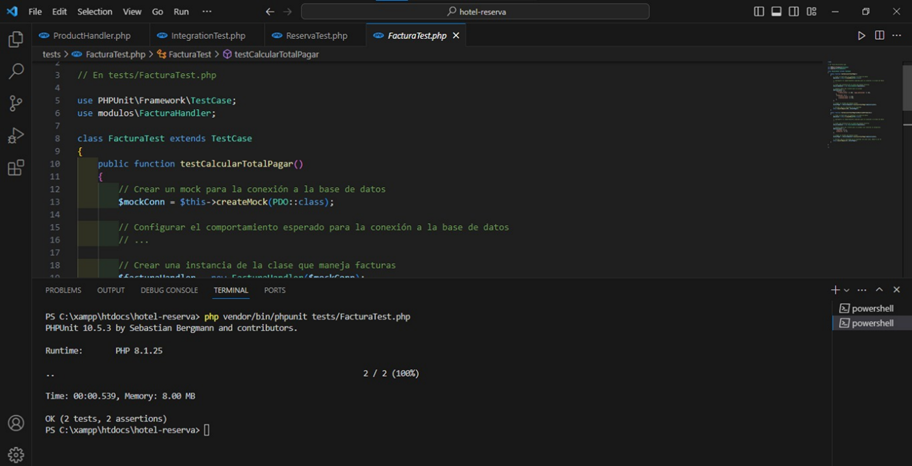 File Edit Selection View Go Run ··· hotel-reserva
ProductHandler.php IntegrationTest.php ReservaTest.php FacturaTest.php
tests > FacturaTest.php > FacturaTest > testCalcularTotalPagar
2
3 // En tests/FacturaTest.php
4
5 use PHPUnit\Framework\TestCase;
6 use modulos\FacturaHandler;
7
8 class FacturaTest extends TestCase
9 {
10 public function testCalcularTotalPagar()
11 {
12 // Crear un mock para la conexión a la base de datos
13 $mockConn = $this->createMock(PDO::class);
14
15 // Configurar el comportamiento esperado para la conexión a la base de datos
16 // ...
17
18 // Crear una instancia de la clase que maneja facturas
19 $facturaHandler = new FacturaHandler($mockConn);
PROBLEMS OUTPUT DEBUG CONSOLE TERMINAL PORTS
PS C:\xampp\htdocs\hotel-reserva> php vendor/bin/phpunit tests/FacturaTest.php
PHPUnit 10.5.3 by Sebastian Bergmann and contributors.
Runtime: PHP 8.1.25
.. 2 / 2 (100%)
Time: 00:00.539, Memory: 8.00 MB
OK (2 tests, 2 assertions)
PS C:\xampp\htdocs\hotel-reserva>
powershell
powershell